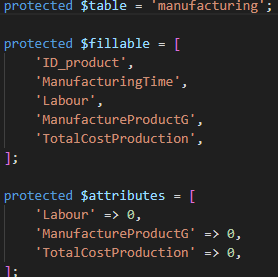 protected $table = 'manufacturing';
protected $fillable = [
'ID_product',
'ManufacturingTime',
'Labour',
'ManufactureProductG',
'TotalCostProduction',
];
protected $attributes = [
'Labour' => 0,
'ManufactureProductG' => 0,
'TotalCostProduction' => 0,
];